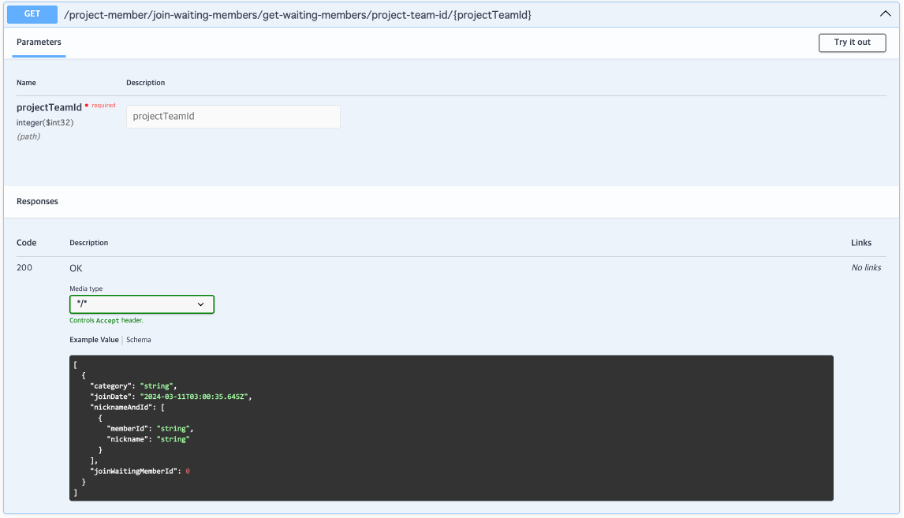 GET /project-member/join-waiting-members/get-waiting-members/project-team-id/{projectTeamId}
Parameters Try it out
Name Description
projectTeamId * required
integer($int32)
(path)
projectTeamId
Responses
Code Description Links
200 OK No links
Media type
*/*
Controls Accept header.
Example Value | Schema
[
  {
    "category": "string",
    "joinDate": "2024-03-11T03:00:35.645Z",
    "nicknameAndId": [
      {
        "memberId": "string",
        "nickname": "string"
      }
    ],
    "joinWaitingMemberId": 0
  }
]